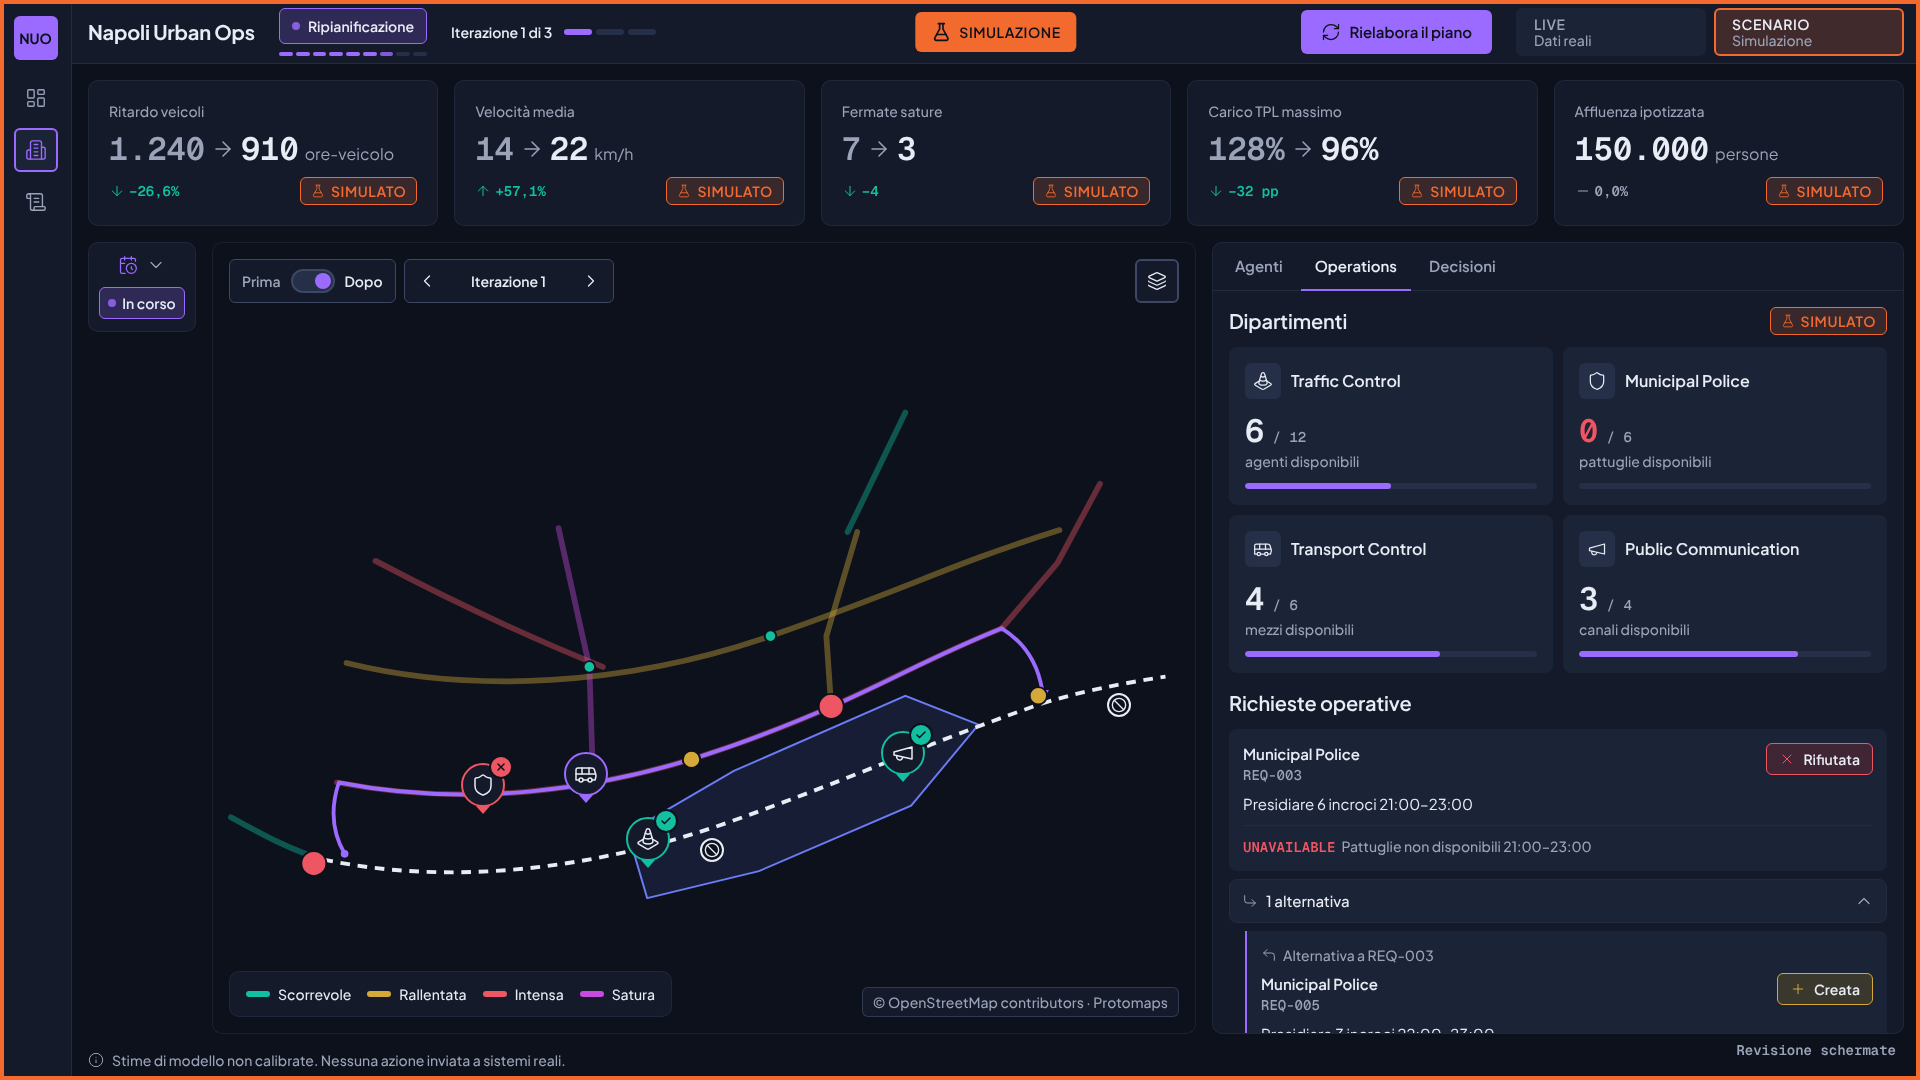 NUO
Napoli Urban Ops
Ripianificazione
Iterazione 1 di 3
SIMULAZIONE
Rielabora il piano
LIVE
Dati reali
SCENARIO
Simulazione
Ritardo veicoli
1.240 → 910 ore-veicolo
↓ -26,6%
SIMULATO
Velocità media
14 → 22 km/h
↑ +57,1%
SIMULATO
Fermate sature
7 → 3
↓ -4
SIMULATO
Carico TPL massimo
128% → 96%
↓ -32 pp
SIMULATO
Affluenza ipotizzata
150.000 persone
— 0,0%
SIMULATO
In corso
Prima
Dopo
Iterazione 1
Scorrevole
Rallentata
Intensa
Satura
© OpenStreetMap contributors · Protomaps
Agenti
Operations
Decisioni
Dipartimenti
SIMULATO
Traffic Control
6 / 12
agenti disponibili
Municipal Police
0 / 6
pattuglie disponibili
Transport Control
4 / 6
mezzi disponibili
Public Communication
3 / 4
canali disponibili
Richieste operative
Municipal Police
REQ-003
Rifiutata
Presidiare 6 incroci 21:00–23:00
UNAVAILABLE Pattuglie non disponibili 21:00–23:00
1 alternativa
Alternativa a REQ-003
Municipal Police
REQ-005
Creata
Presidiare 3 incroci 22:00–23:00
Stime di modello non calibrate. Nessuna azione inviata a sistemi reali.
Revisione schermate